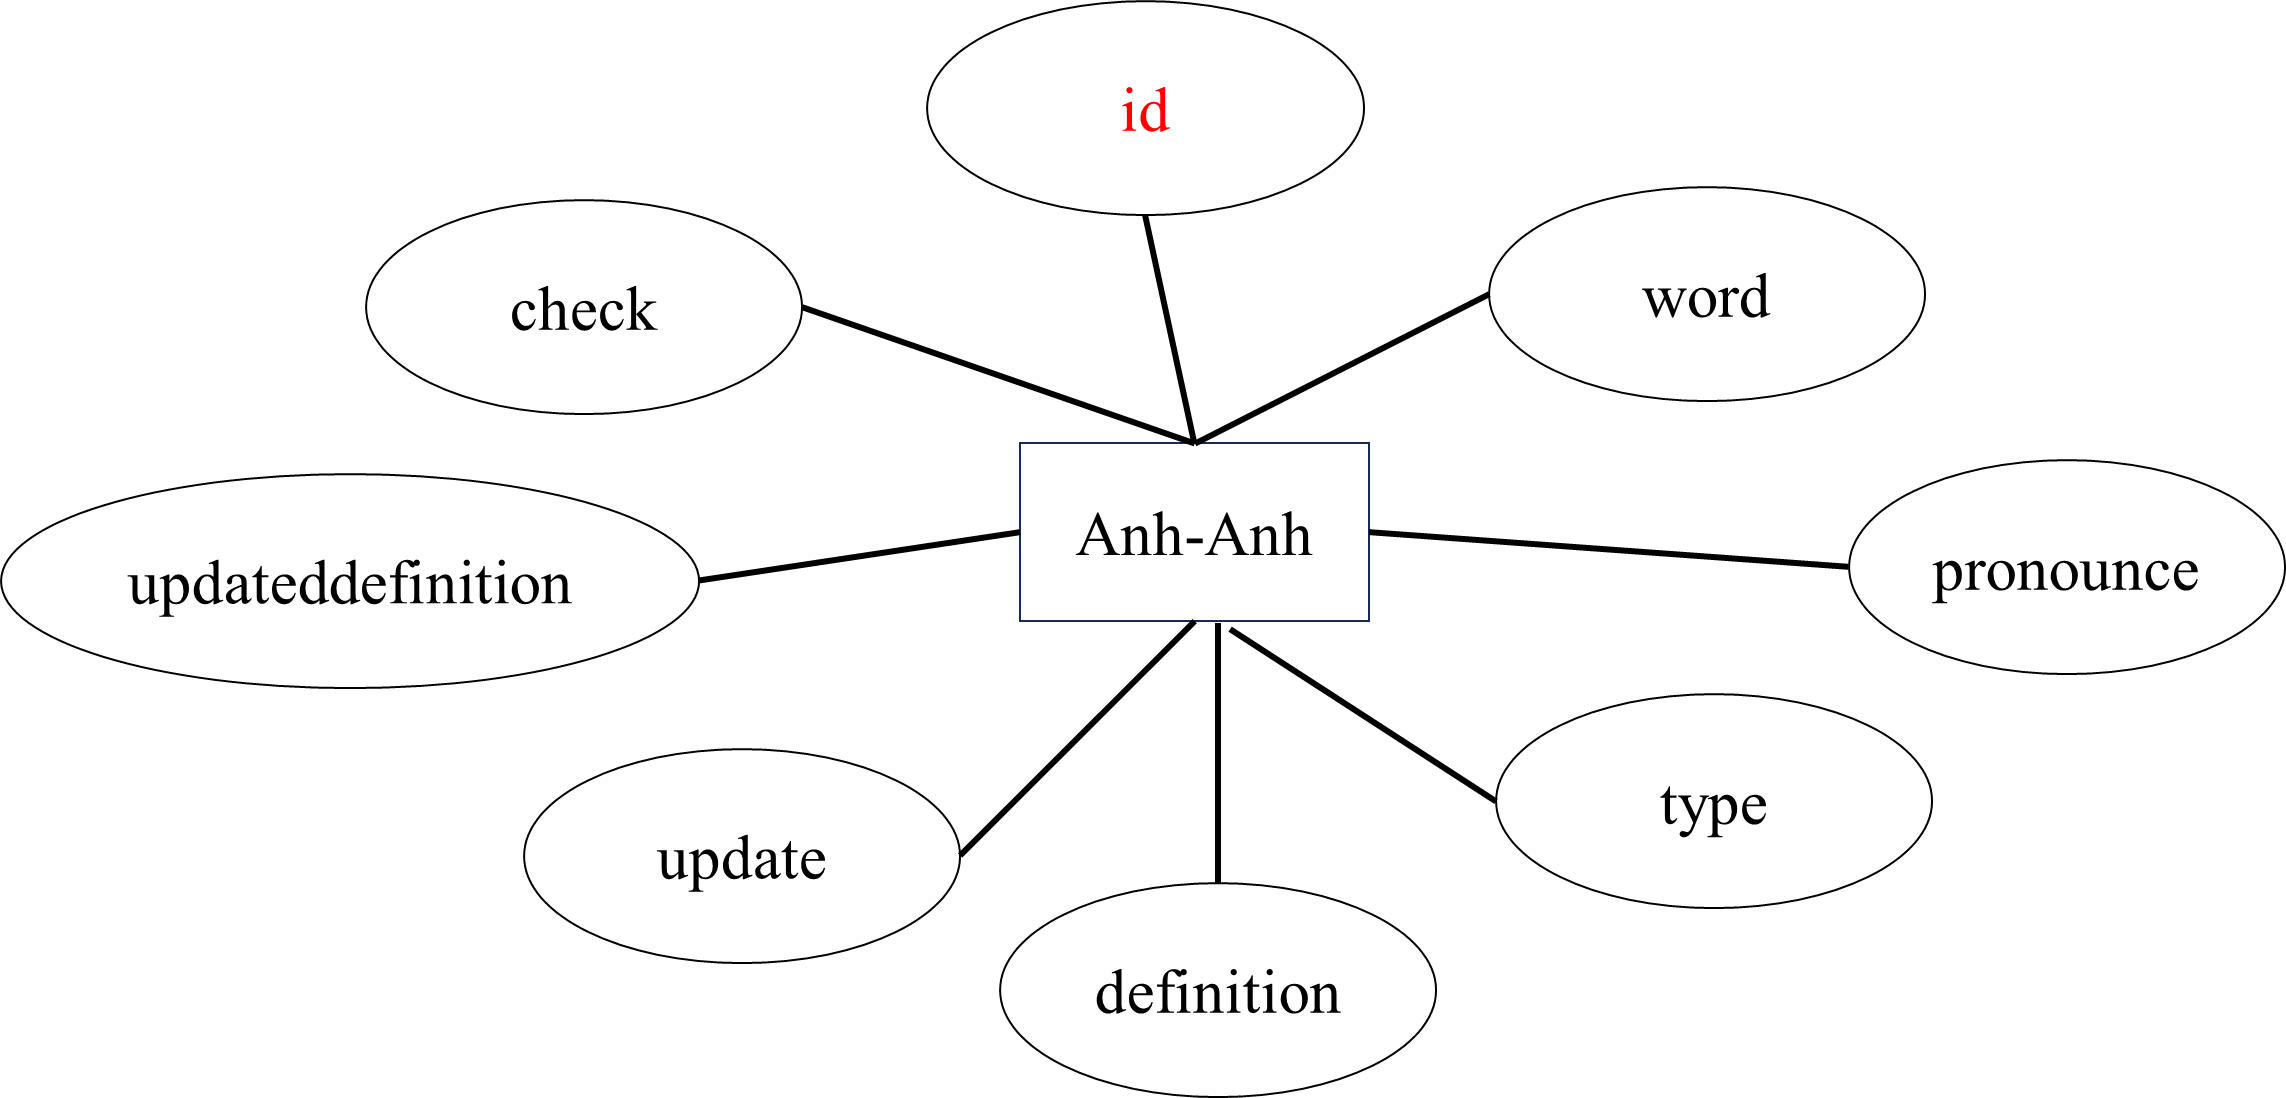 id
word
check
Anh-Anh
pronounce
updateddefinition
type
update
definition